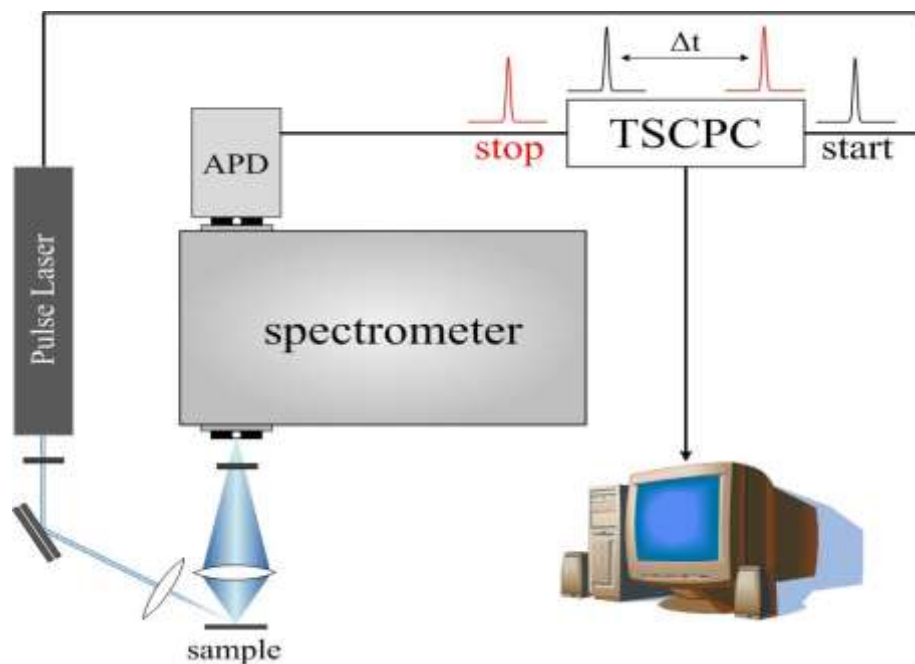 Δt
APD
stop
TSCPC
start
Pulse Laser
spectrometer
sample